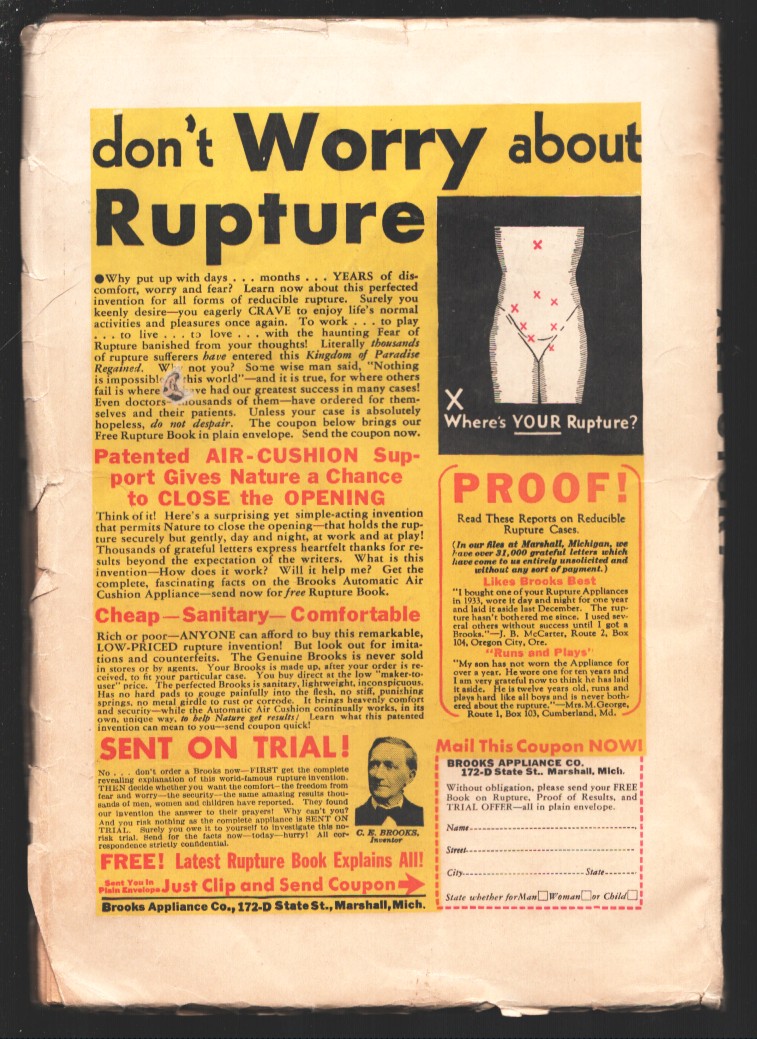 don't Worry about
Rupture
●Why put up with days . . . months . . . YEARS of dis-
comfort, worry and fear? Learn now about this perfected
invention for all forms of reducible rupture. Surely you
keenly desire—you eagerly CRAVE to enjoy life's normal
activities and pleasures once again. To work . . . to play
. . . to live . . . to love . . . with the haunting Fear of
Rupture banished from your thoughts! Literally thousands
of rupture sufferers have entered this Kingdom of Paradise
Regained. not you? Some wise man said, "Nothing
is impossible this world"—and it is true, for where others
fail is where have had our greatest success in many cases!
Even doctors—thousands of them—have ordered for them-
selves and their patients. Unless your case is absolutely
hopeless, do not despair. The coupon below brings our
Free Rupture Book in plain envelope. Send the coupon now.
Patented AIR-CUSHION Sup-
port Gives Nature a Chance
to CLOSE the OPENING
Think of it! Here's a surprising yet simple-acting invention
that permits Nature to close the opening—that holds the rup-
ture securely but gently, day and night, at work and at play!
Thousands of grateful letters express heartfelt thanks for re-
sults beyond the expectation of the writers. What is this
invention—How does it work? Will it help me? Get the
complete, fascinating facts on the Brooks Automatic Air
Cushion Appliance—send now for free Rupture Book.
Cheap—Sanitary—Comfortable
Rich or poor—ANYONE can afford to buy this remarkable,
LOW-PRICED rupture invention! But look out for imita-
tions and counterfeits. The Genuine Brooks is never sold
in stores or by agents. Your Brooks is made up, after your order is re-
ceived, to fit your particular case. You buy direct at the low "maker-to-
user" price. The perfected Brooks is sanitary, lightweight, inconspicuous.
Has no hard pads to gouge painfully into the flesh, no stiff, punishing
springs, no metal girdle to rust or corrode. It brings heavenly comfort
and security—while the Automatic Air Cushion continually works, in its
own, unique way, to help Nature get results! Learn what this patented
invention can mean to you—send coupon quick!
SENT ON TRIAL!
No . . . don't order a Brooks now—FIRST get the complete
revealing explanation of this world-famous rupture invention.
THEN decide whether you want the comfort—the freedom from
fear and worry—the security—the same amazing results thou-
sands of men, women and children have reported. They found
our invention the answer to their prayers! Why can't you?
And you risk nothing as the complete appliance is SENT ON
TRIAL. Surely you owe it to yourself to investigate this no-
risk trial. Send for the facts now—today—hurry! All cor-
respondence strictly confidential.
C. E. BROOKS,
Inventor
FREE! Latest Rupture Book Explains All!
Sent You in
Plain Envelope
Just Clip and Send Coupon
Brooks Appliance Co., 172-D State St., Marshall, Mich.
X
Where's YOUR Rupture?
PROOF!
Read These Reports on Reducible
Rupture Cases.
(In our files at Marshall, Michigan, we
have over 31,000 grateful letters which
have come to us entirely unsolicited and
without any sort of payment.)
Likes Brooks Best
"I bought one of your Rupture Appliances
in 1933, wore it day and night for one year
and laid it aside last December. The rup-
ture hasn't bothered me since. I used sev-
eral others without success until I got a
Brooks."—J. B. McCarter, Route 2, Box
104, Oregon City, Ore.
"Runs and Plays"
"My son has not worn the Appliance for
over a year. He wore one for ten years and
I am very grateful now to think he has laid
it aside. He is twelve years old, runs and
plays hard like all boys and is never both-
ered about the rupture."—Mrs. M. George,
Route 1, Box 103, Cumberland, Md.
Mail This Coupon NOW!
BROOKS APPLIANCE CO.
172-D State St., Marshall, Mich.
Without obligation, please send your FREE
Book on Rupture, Proof of Results, and
TRIAL OFFER—all in plain envelope.
Name
Street
City State
State whether for Man □ Woman □ or Child □